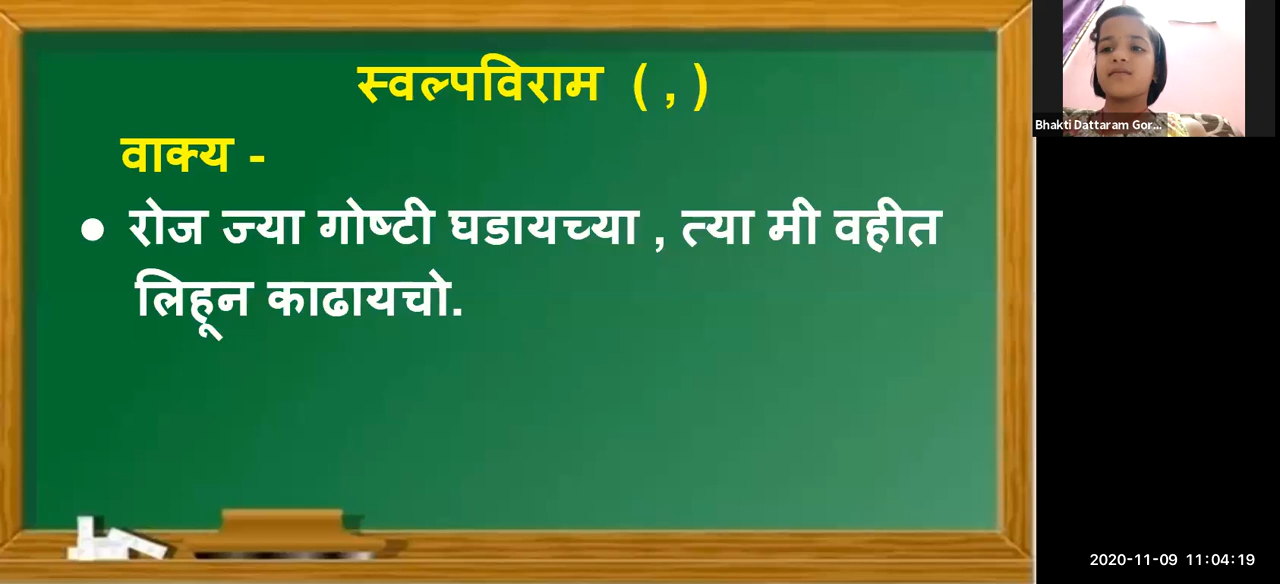 स्वल्पविराम ( , )
वाक्य -
● रोज ज्या गोष्टी घडायच्या , त्या मी वहीत
लिहून काढायचो.
Bhakti Dattaram Gor...
2020-11-09 11:04:19